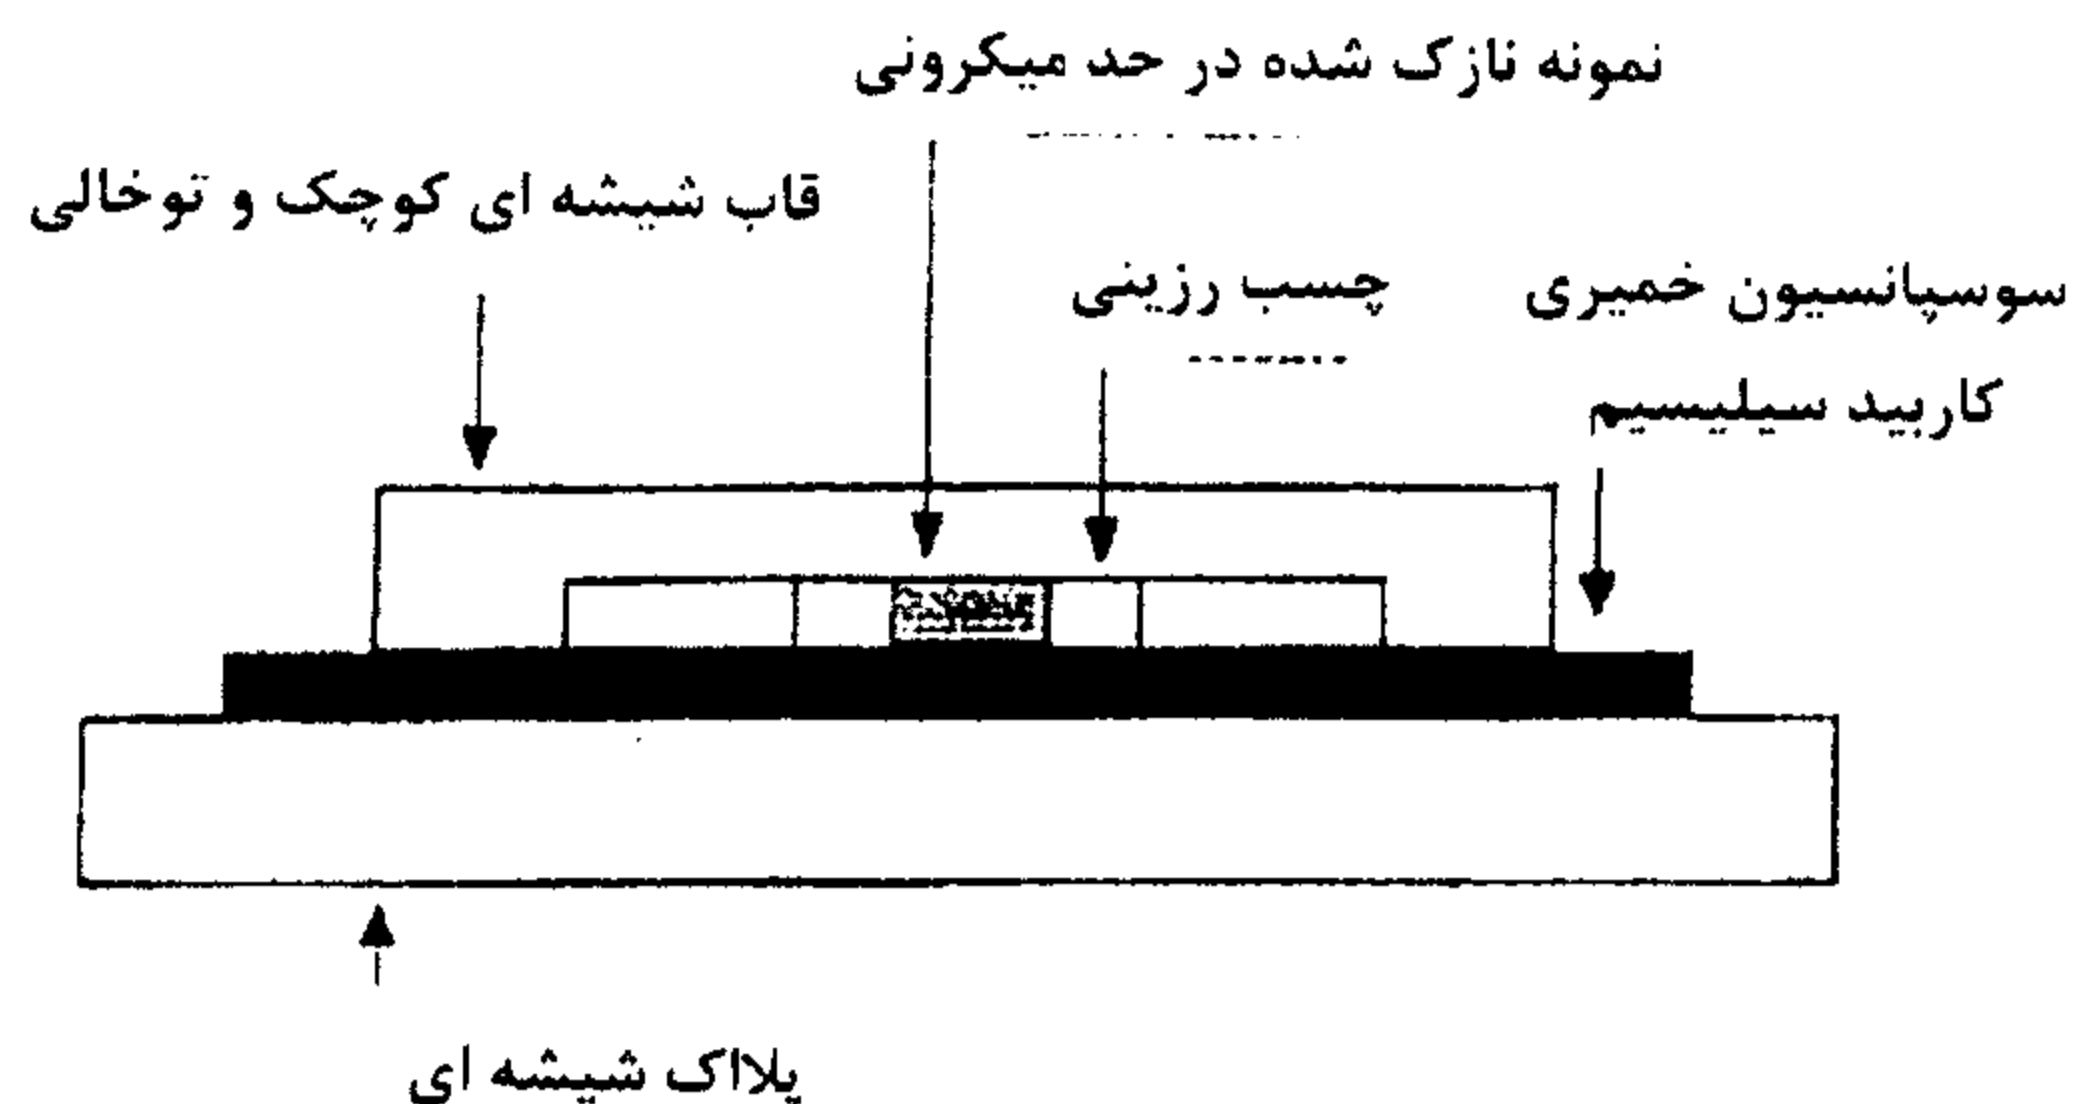 نمونه نازک شده در حد میکرونی
قاب شیشه ای کوچک و توخالی
چسب رزینی
سوسپانسیون خمیری
کاربید سیلیسیم
پلااک شیشه ای